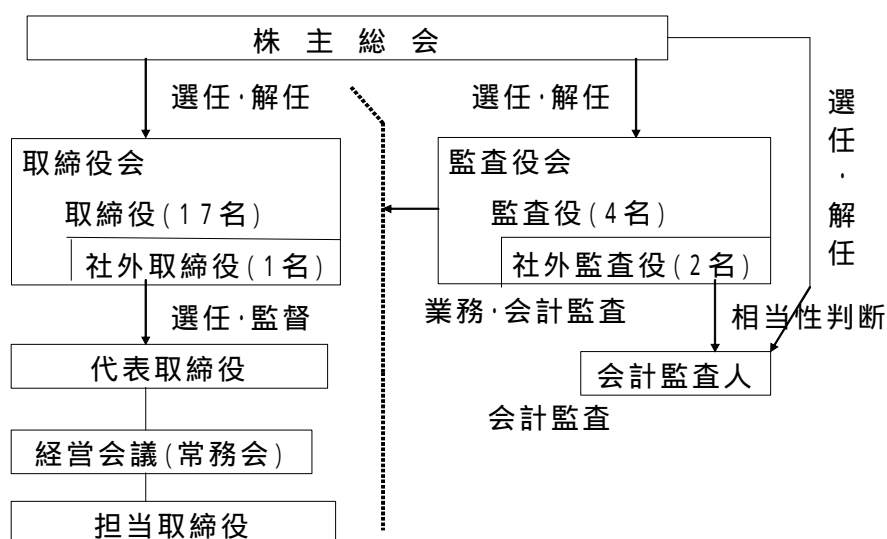 株主総会
選任・解任
選任・解任
選任・解任
取締役会
取締役(17名)
社外取締役(1名)
監査役会
監査役(4名)
社外監査役(2名)
選任・監督
業務・会計監査
相当性判断
代表取締役
会計監査人
会計監査
経営会議(常務会)
担当取締役